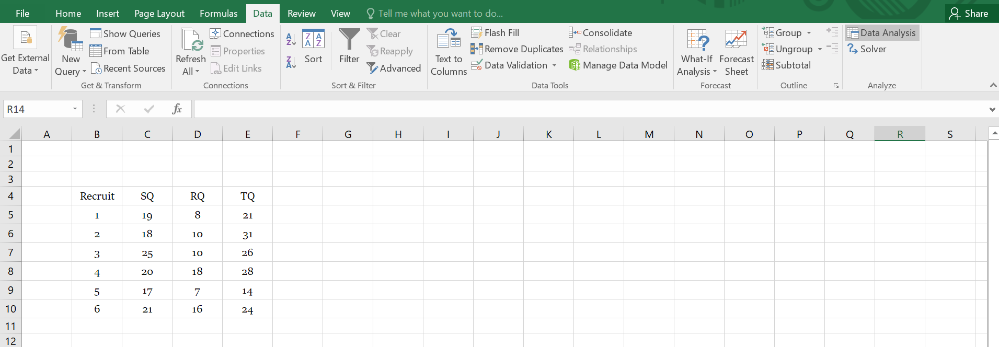 File Home Insert Page Layout Formulas Data Review View Tell me what you want to do... Share
Get External Data
New Query
Show Queries
From Table
Recent Sources
Get & Transform
Refresh All
Connections
Properties
Edit Links
Connections
A Z
Z A
Z A A Z
Sort
Filter
Clear
Reapply
Advanced
Sort & Filter
Text to Columns
Flash Fill
Remove Duplicates
Data Validation
Consolidate
Relationships
Manage Data Model
Data Tools
What-If Analysis
Forecast Sheet
Forecast
Group
Ungroup
Subtotal
Outline
Data Analysis
Solver
Analyze
R14 fx
A B C D E F G H I J K L M N O P Q R S
1
2
3
4 Recruit SQ RQ TQ
5 1 19 8 21
6 2 18 10 31
7 3 25 10 26
8 4 20 18 28
9 5 17 7 14
10 6 21 16 24
11
12